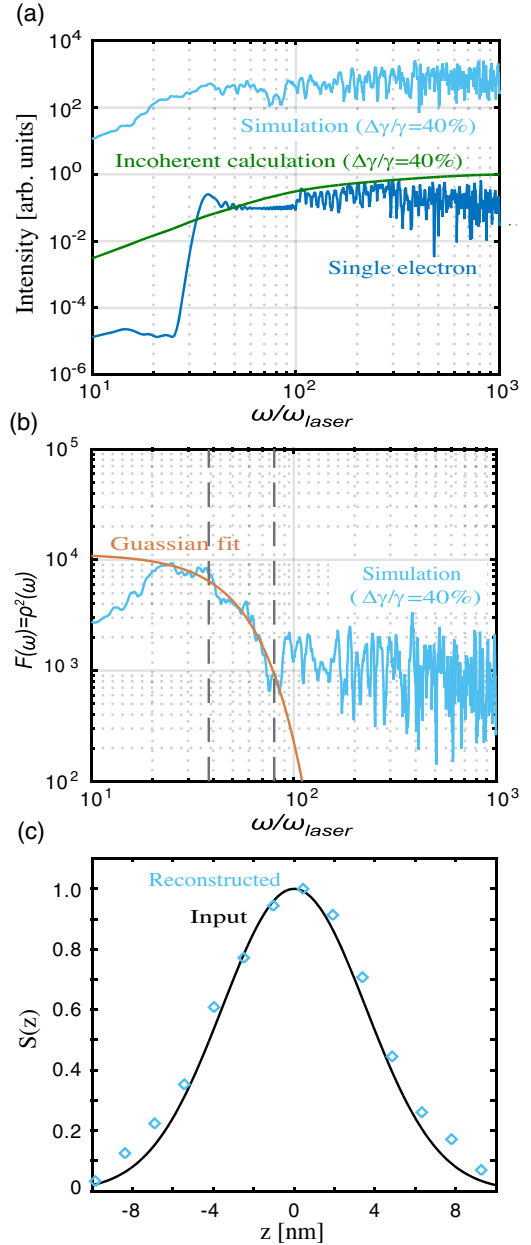 (a)
10^4
10^2
10^0
10^-2
10^-4
10^-6
Intensity [arb. units]
Simulation (Δγ/γ=40%)
Incoherent calculation (Δγ/γ=40%)
Single electron
10^1
10^2
10^3
ω/ω_laser
(b)
10^5
10^4
10^3
10^2
F(ω)=ρ^2(ω)
Guassian fit
Simulation
(Δγ/γ=40%)
10^1
10^2
10^3
ω/ω_laser
(c)
1.0
0.8
0.6
0.4
0.2
0
S(z)
Reconstructed
Input
-8
-4
0
4
8
z [nm]